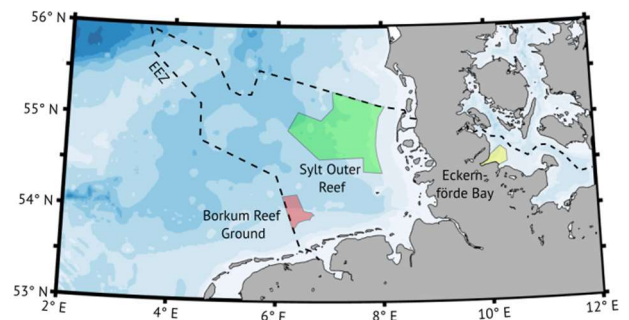 56° N
EEZ
55° N
Sylt Outer
Reef
Eckern-
förde Bay
54° N
Borkum Reef
Ground
53° N
2° E
4° E
6° E
8° E
10° E
12° E